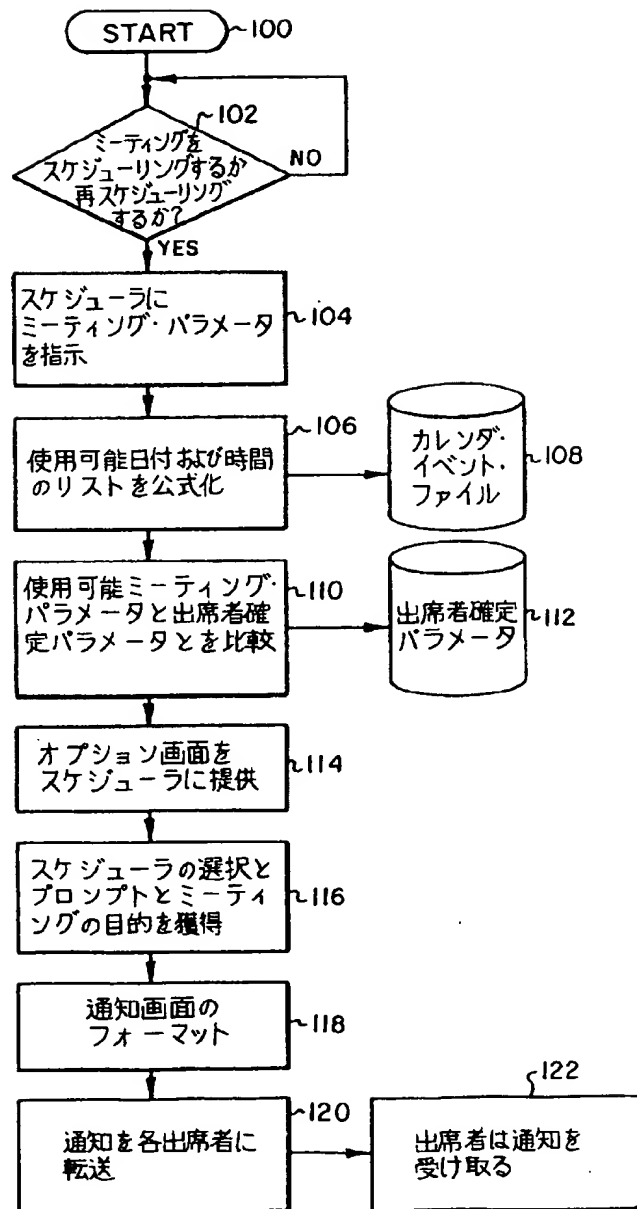 START
100
102
ミーティングを
スケジューリングするか
再スケジューリング
するか?
NO
YES
スケジューラに
ミーティング・パラメータ
を指示
104
106
使用可能日付および時間
のリストを公式化
カレンダ・
イベント・
ファイル
108
使用可能ミーティング・
パラメータと出席者確
定パラメータとを比較
110
出席者確定
パラメータ
112
オプション画面を
スケジューラに提供
114
スケジューラの選択と
プロンプトとミーティ
ングの目的を獲得
116
通知画面の
フォーマット
118
120
通知を各出席者に
転送
122
出席者は通知を
受け取る